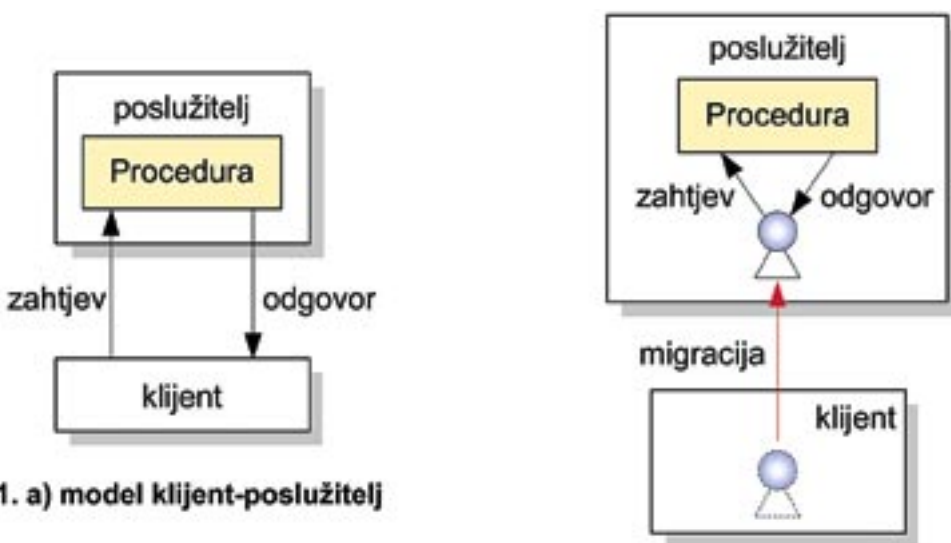 poslužitelj
Procedura
zahtjev
odgovor
klijent
1. a) model klijent-poslužitelj
poslužitelj
Procedura
zahtjev
odgovor
migracija
klijent